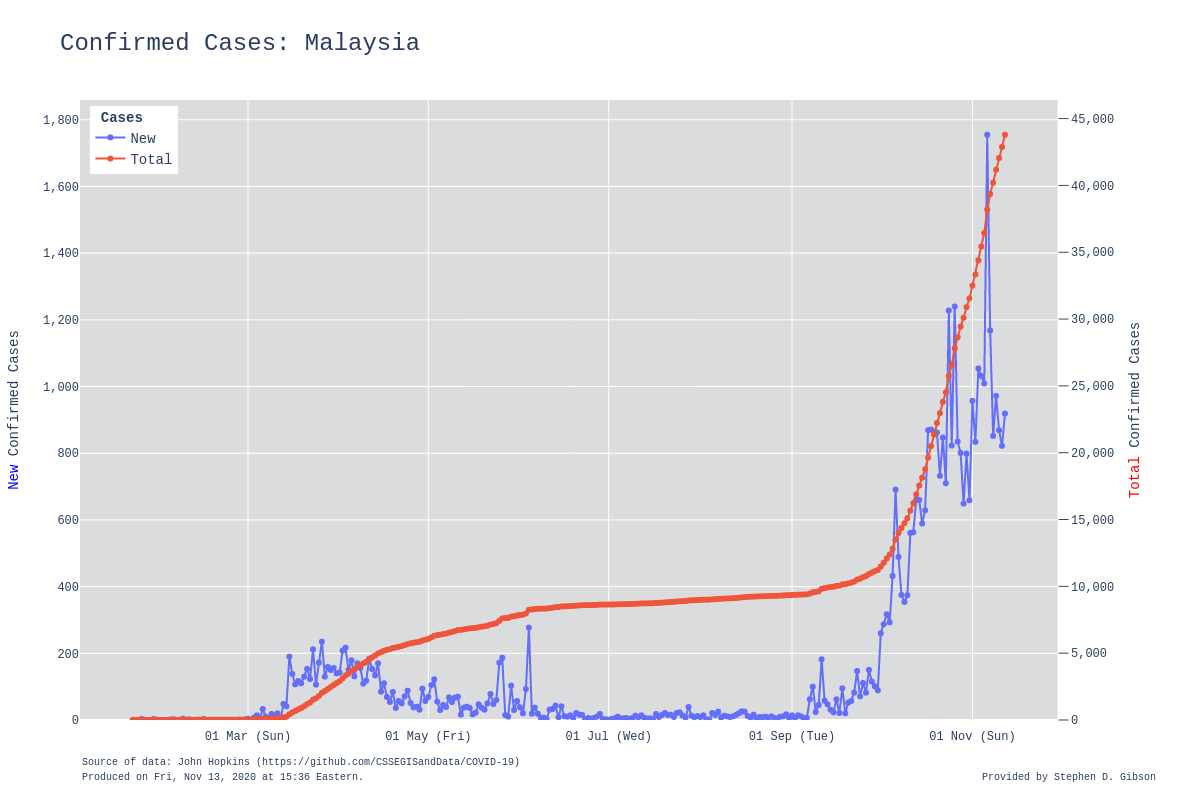 Confirmed Cases: Malaysia
Cases
New
Total
1,800
1,600
1,400
1,200
1,000
800
600
400
200
0
45,000
40,000
35,000
30,000
25,000
20,000
15,000
10,000
5,000
0
New Confirmed Cases
Total Confirmed Cases
01 Mar (Sun)
01 May (Fri)
01 Jul (Wed)
01 Sep (Tue)
01 Nov (Sun)
Source of data: John Hopkins (https://github.com/CSSEGISandData/COVID-19)
Produced on Fri, Nov 13, 2020 at 15:36 Eastern.
Provided by Stephen D. Gibson